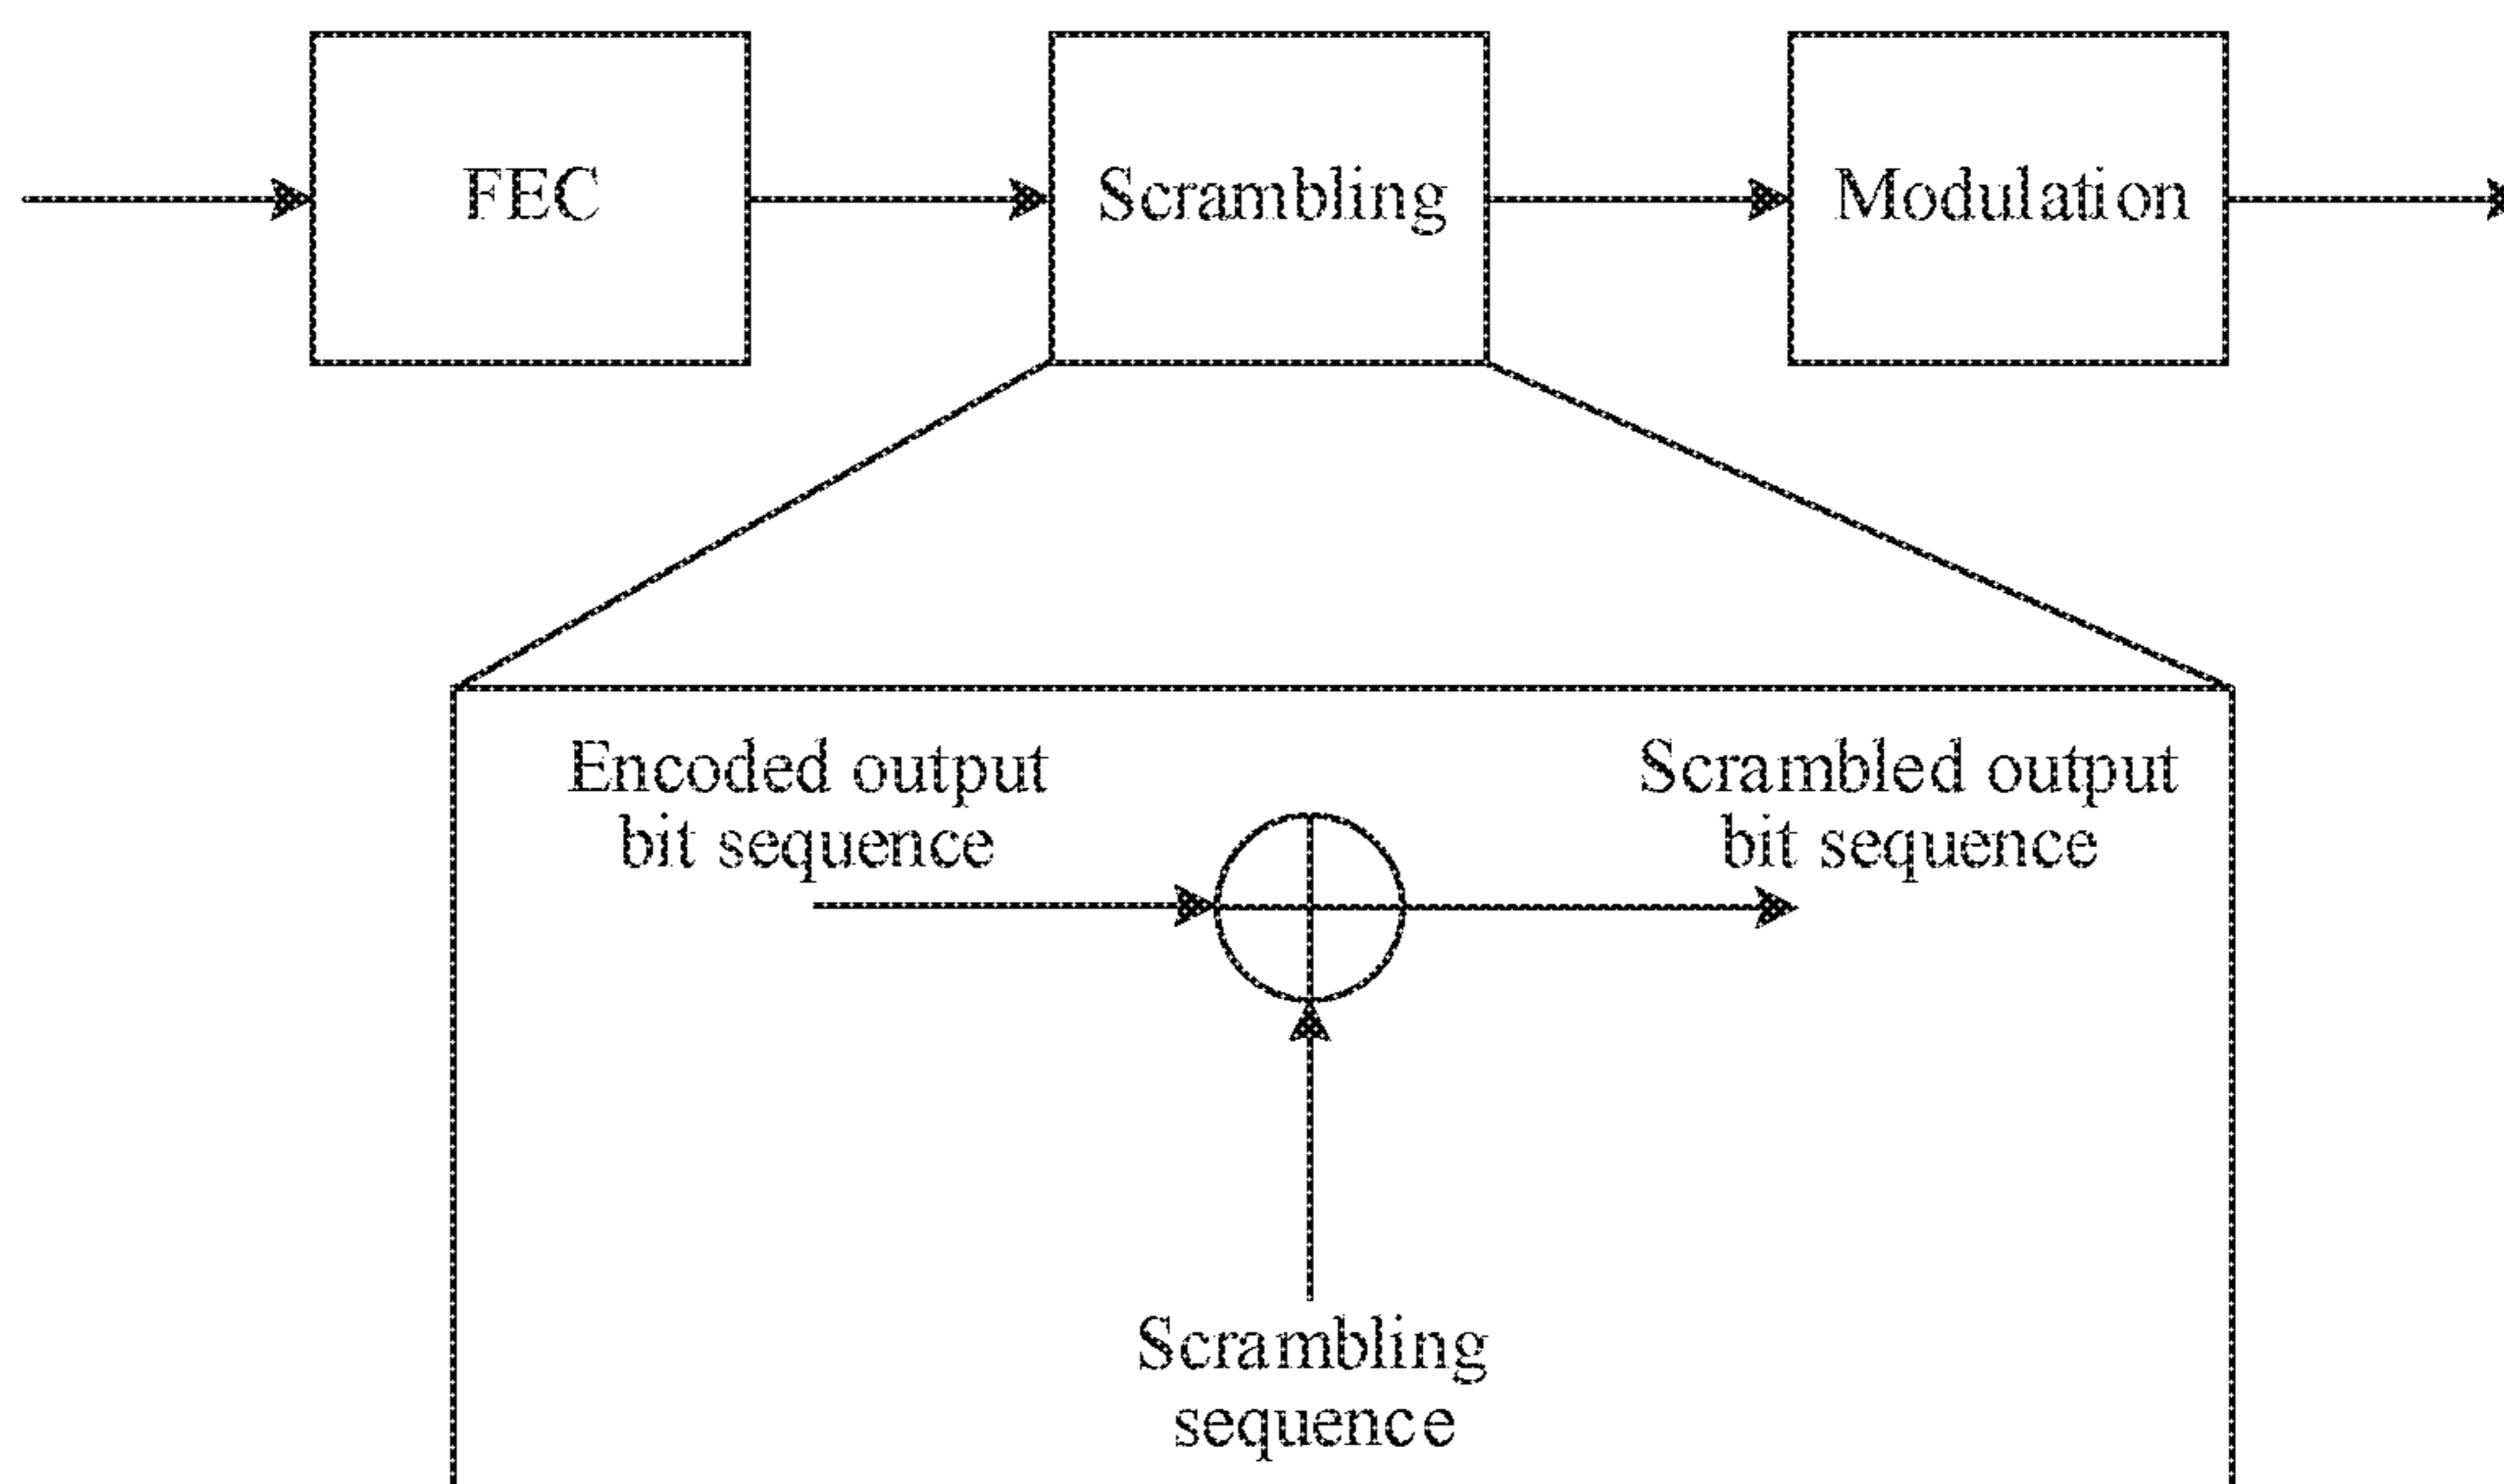 FEC
Scrambling
Modulation
Encoded output
bit sequence
Scrambled output
bit sequence
Scrambling
sequence